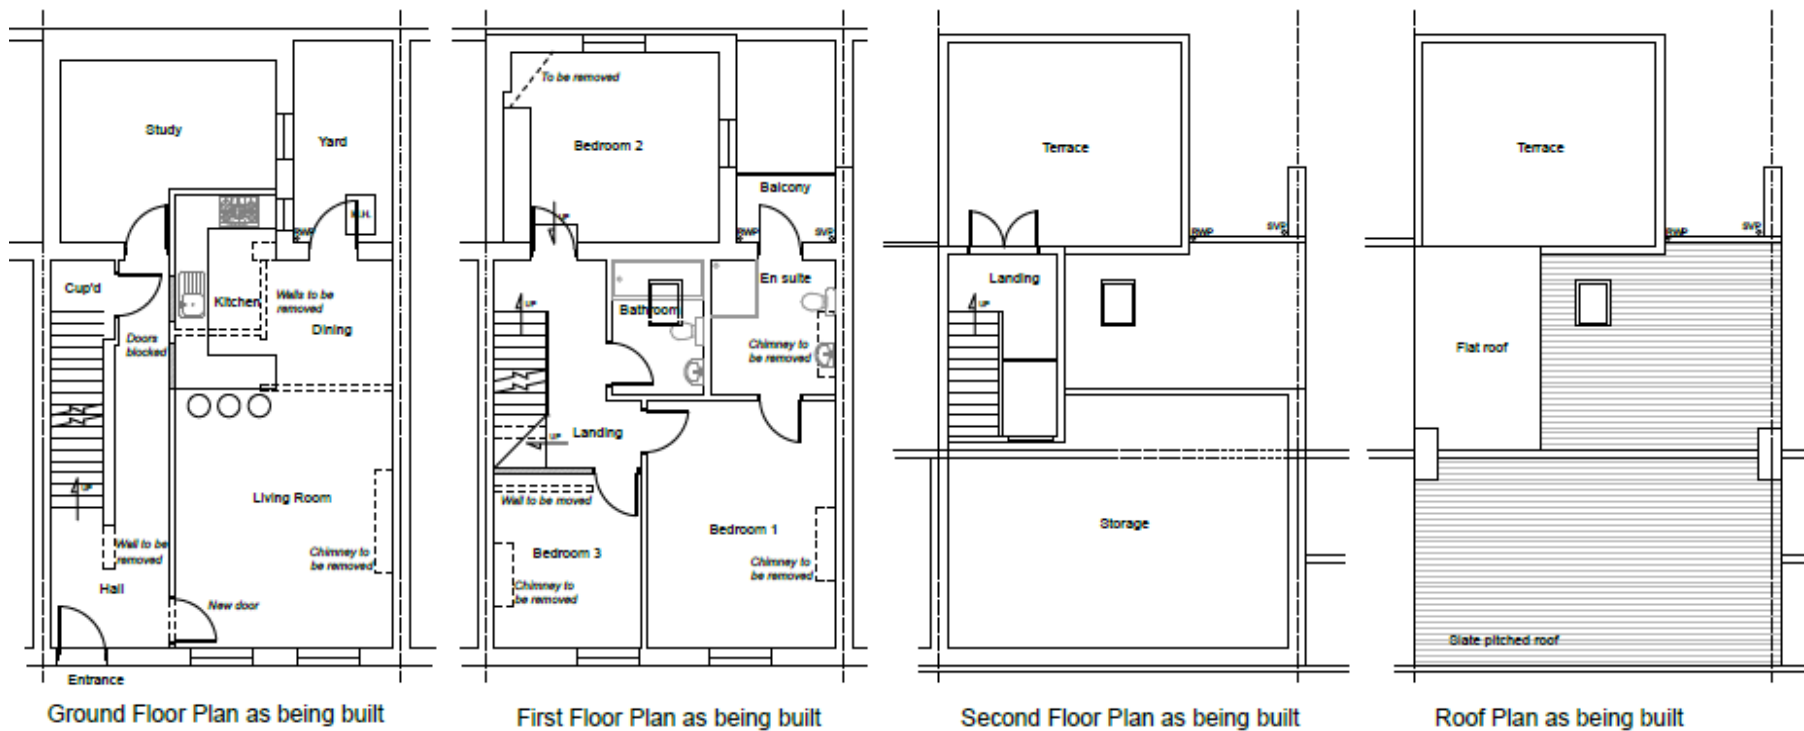 Study
Yard
RWP
Cup'd
Kitchen
Walls to be
removed
Dining
Doors
blocked
UP
Living Room
Wall to be
removed
Chimney to
be removed
Hall
New door
Entrance
Ground Floor Plan as being built
To be removed
Bedroom 2
Balcony
UP
RWP
SVP
En suite
UP
Bathroom
Chimney to
be removed
Landing
UP
Wall to be moved
Bedroom 1
Bedroom 3
Chimney to
be removed
Chimney to
be removed
First Floor Plan as being built
Terrace
RWP
SVP
Landing
UP
Storage
Second Floor Plan as being built
Terrace
RWP
SVP
Flat roof
Slate pitched roof
Roof Plan as being built